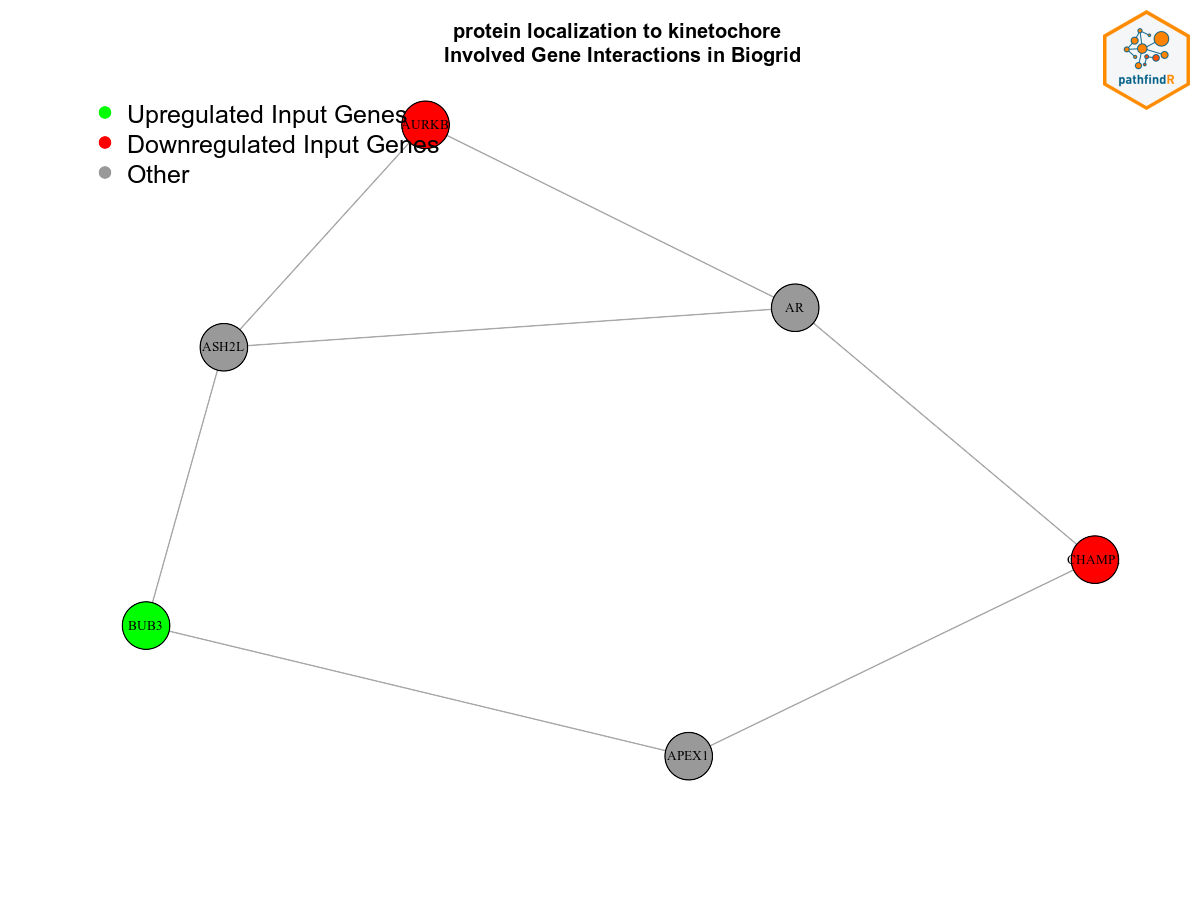 protein localization to kinetochore
Involved Gene Interactions in Biogrid
pathfindR
Upregulated Input Genes
Downregulated Input Genes
Other
AURKB
AR
ASH2L
CHAMP
BUB3
APEX1